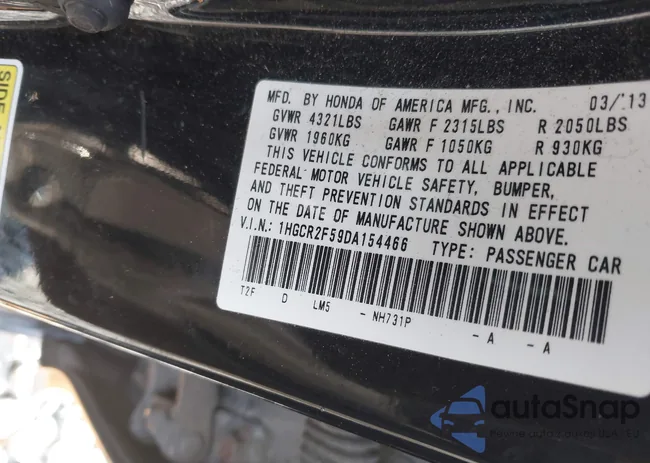 SIDE
MFD. BY HONDA OF AMERICA MFG., INC. 03/13
GVWR 4321LBS GAWR F 2315LBS R 2050LBS
GVWR 1960KG GAWR F 1050KG R 930KG
THIS VEHICLE CONFORMS TO ALL APPLICABLE
FEDERAL MOTOR VEHICLE SAFETY, BUMPER,
AND THEFT PREVENTION STANDARDS IN EFFECT
ON THE DATE OF MANUFACTURE SHOWN ABOVE.
V.I.N.: 1HGCR2F59DA154466 TYPE: PASSENGER CAR
T2F D LM5 - NH731P - A - A
autoSnap